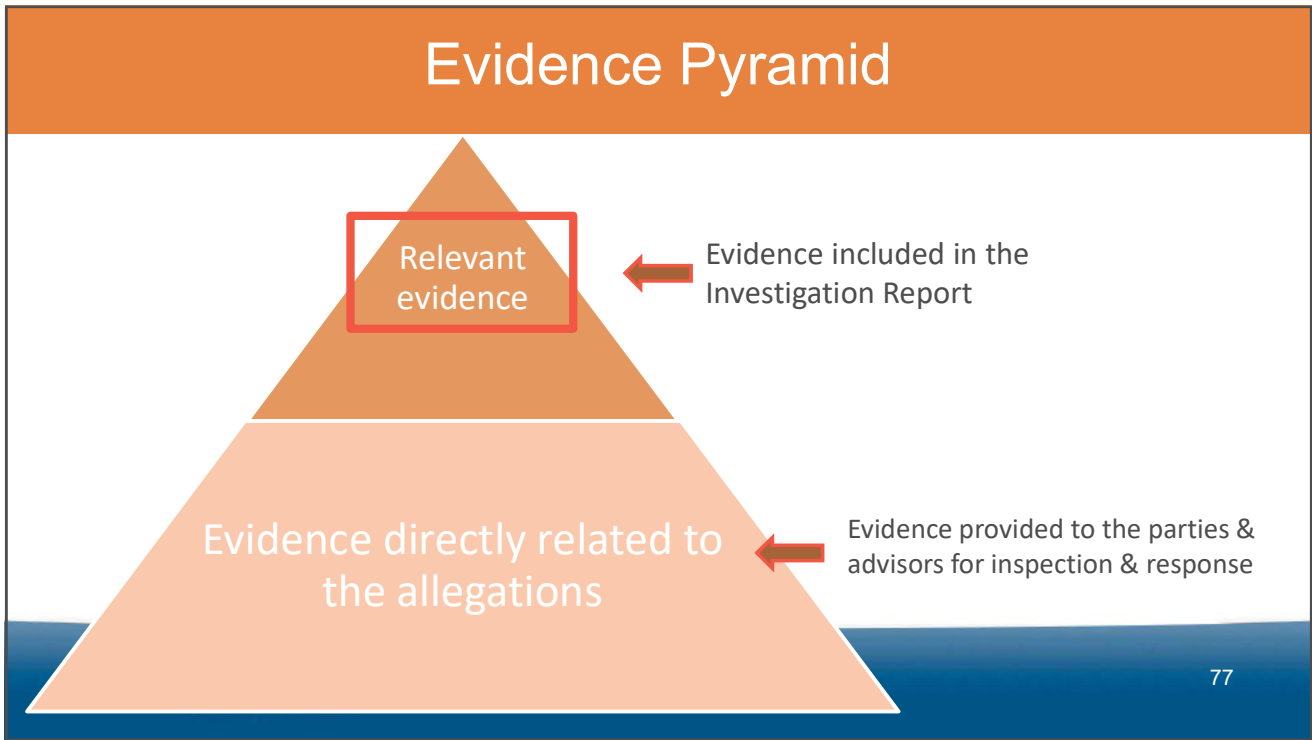 Evidence Pyramid
Relevant
evidence
Evidence included in the
Investigation Report
Evidence directly related to
the allegations
Evidence provided to the parties &
advisors for inspection & response
77